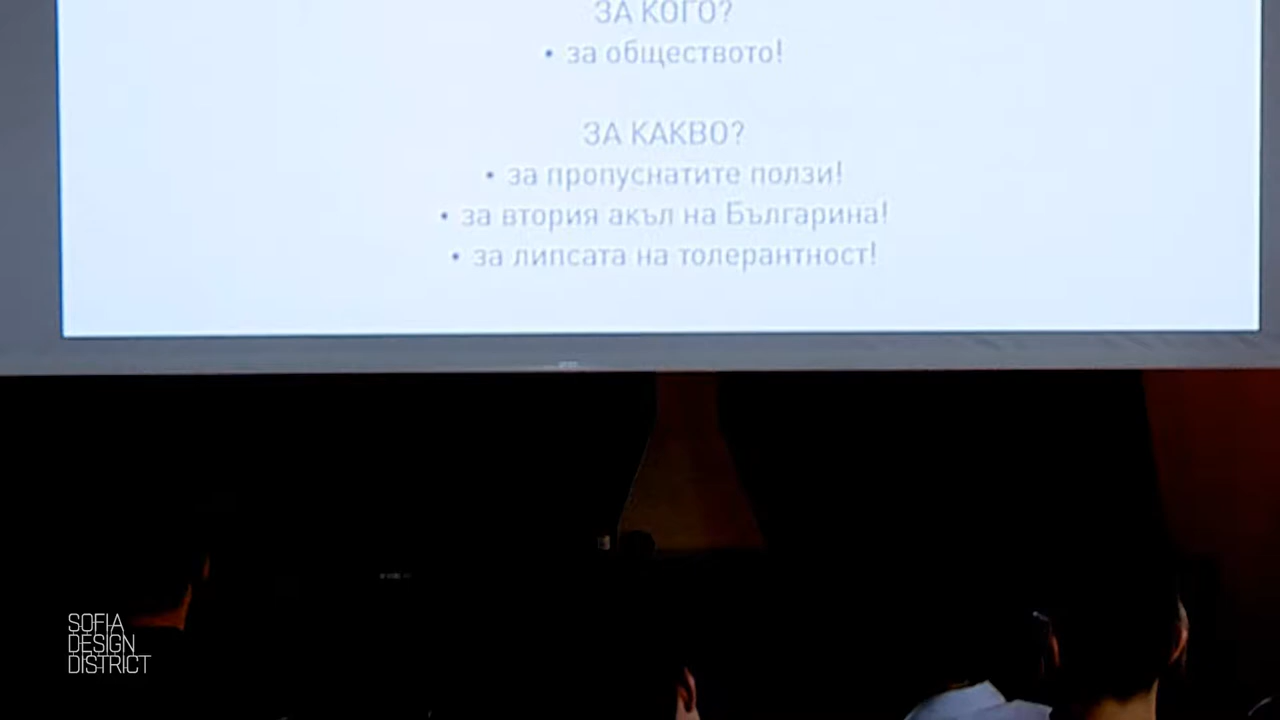 ЗА КОГО?
• за обществото!
ЗА КАКВО?
• за пропуснатите ползи!
• за втория акъл на Българина!
• за липсата на толерантност!
SOFIA
DESIGN
DISTRICT